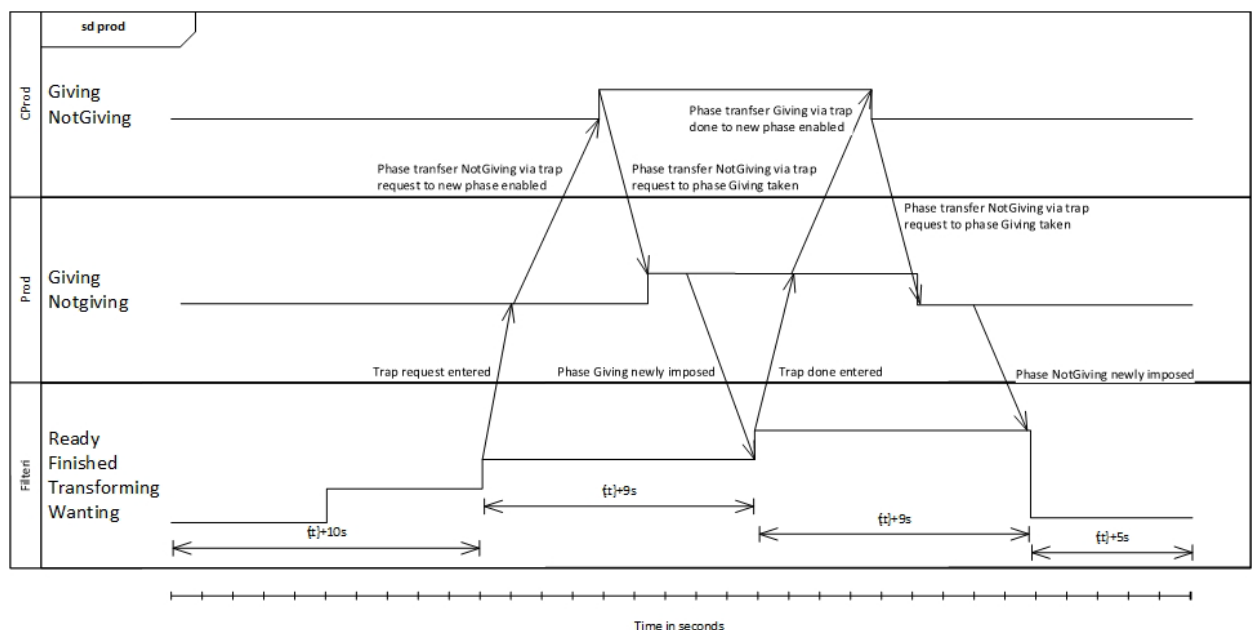 sd prod
CProd
Giving
NotGiving
Phase tranfser Giving via trap
done to new phase enabled
Phase tranfser NotGiving via trap
request to new phase enabled
Phase transfer NotGiving via trap
request to phase Giving taken
Phase transfer NotGiving via trap
request to phase Giving taken
Prod
Giving
Notgiving
Trap request entered
Phase Giving newly imposed
Trap done entered
Phase NotGiving newly imposed
Filteri
Ready
Finished
Transforming
Wanting
{t}+10s
{t}+9s
{t}+9s
{t}+5s
Time in seconds